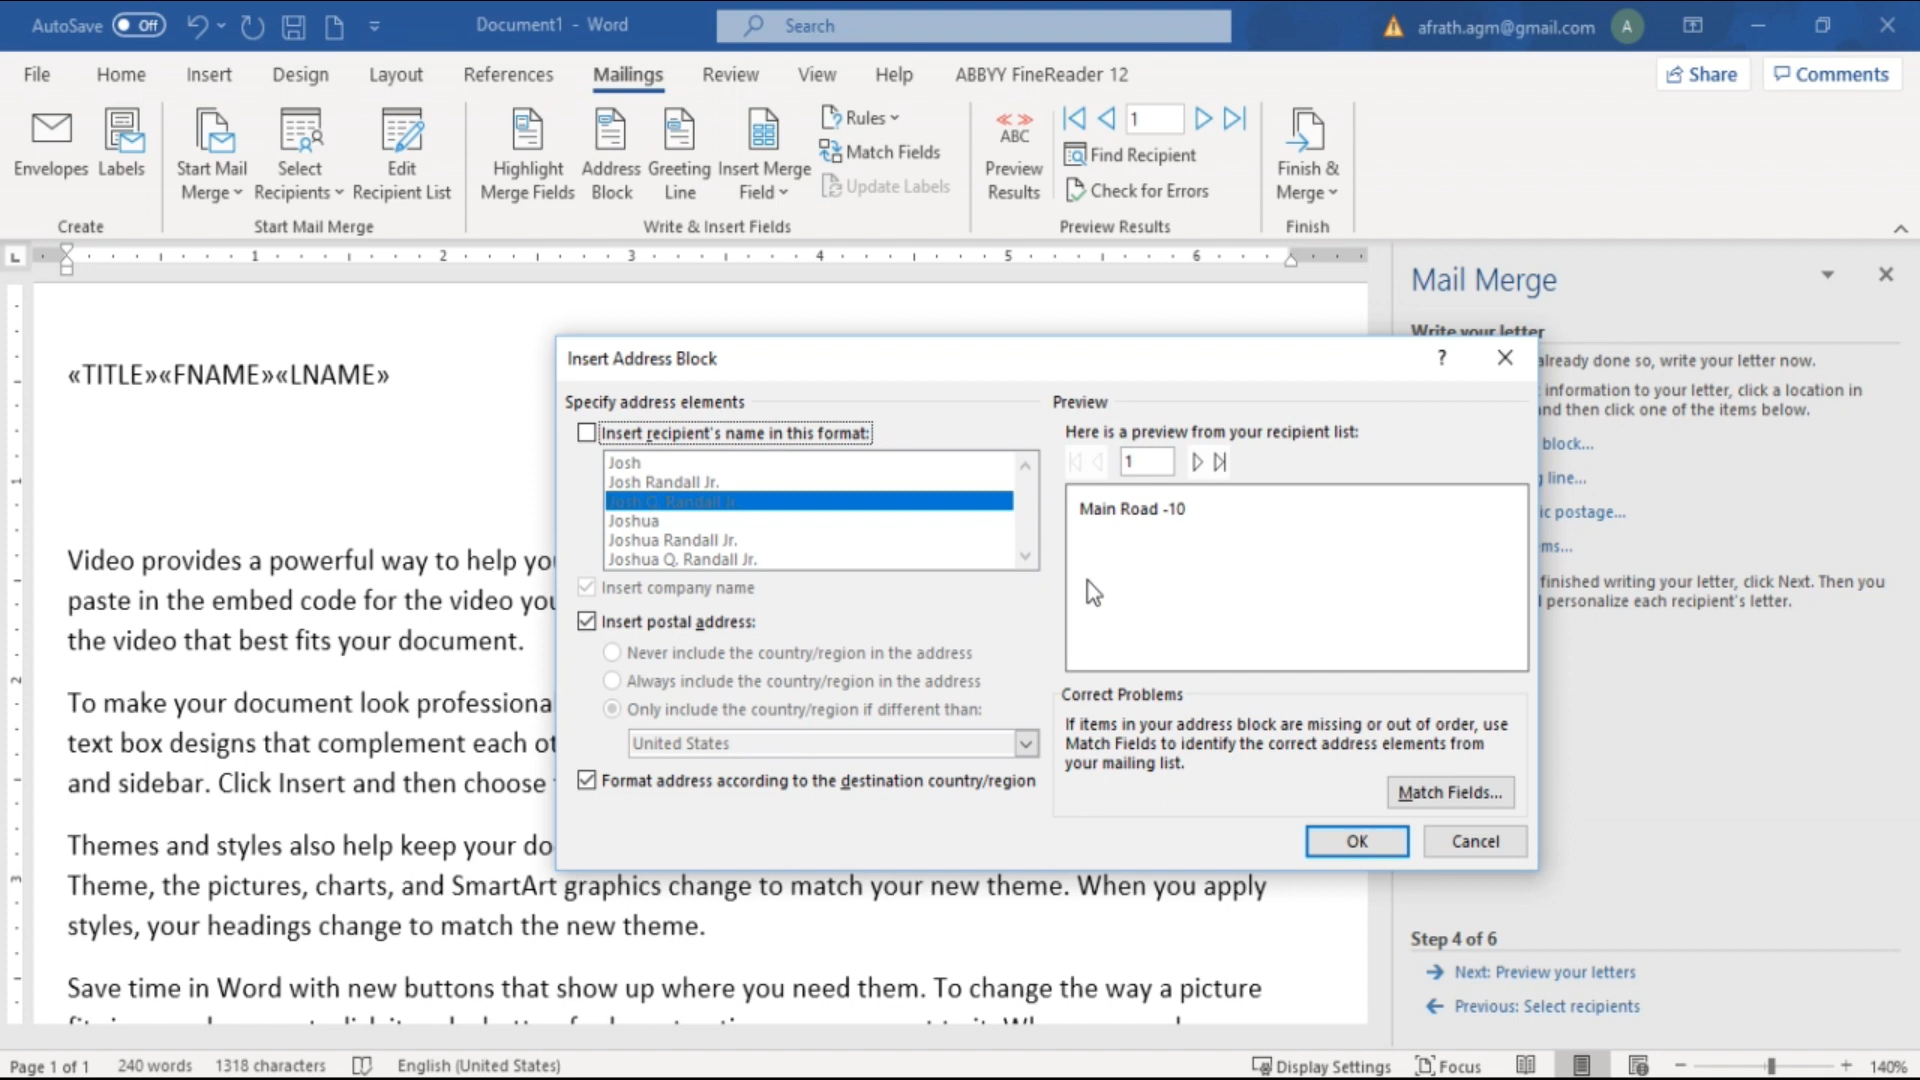 AutoSave Off Document1 - Word Search afrath.agm@gmail.com A
File Home Insert Design Layout References Mailings Review View Help ABBYY FineReader 12 Share Comments
Envelopes
Labels
Start Mail
Merge
Select
Recipients
Edit
Recipient List
Highlight
Merge Fields
Address
Block
Greeting
Line
Insert Merge
Field
Rules
Match Fields
Update Labels
ABC
Preview
Results
1
Find Recipient
Check for Errors
Finish &
Merge
Create Start Mail Merge Write & Insert Fields Preview Results Finish
L 1 2 3 4 5 6
1
2
3
«TITLE»«FNAME»«LNAME»
Video provides a powerful way to help
paste in the embed code for the video
the video that best fits your document.
To make your document look
text box designs that complement each
and sidebar. Click Insert and then choose
Themes and styles also help keep your
Theme, the pictures, charts, and SmartArt graphics change to match your new theme. When you apply
styles, your headings change to match the new theme.
Save time in Word with new buttons that show up where you need them. To change the way a picture
Insert Address Block ?
Specify address elements
Insert recipient's name in this format:
Josh
Josh Randall Jr.
Josh Q. Randall Jr.
Joshua
Joshua Randall Jr.
Joshua Q. Randall Jr.
Insert company name
Insert postal address:
Never include the country/region in the address
Always include the country/region in the address
Only include the country/region if different than:
United States
Format address according to the destination country/region
Preview
Here is a preview from your recipient list:
1
Main Road -10
Correct Problems
If items in your address block are missing or out of order, use
Match Fields to identify the correct address elements from
your mailing list.
Match Fields...
OK Cancel
Mail Merge
Write your letter
already done so, write your letter now.
information to your letter, click a location in
and then click one of the items below.
block...
line...
postage...
finished writing your letter, click Next. Then you
personalize each recipient's letter.
Step 4 of 6
Next: Preview your letters
Previous: Select recipients
Page 1 of 1 240 words 1318 characters English (United States) Display Settings Focus 140%